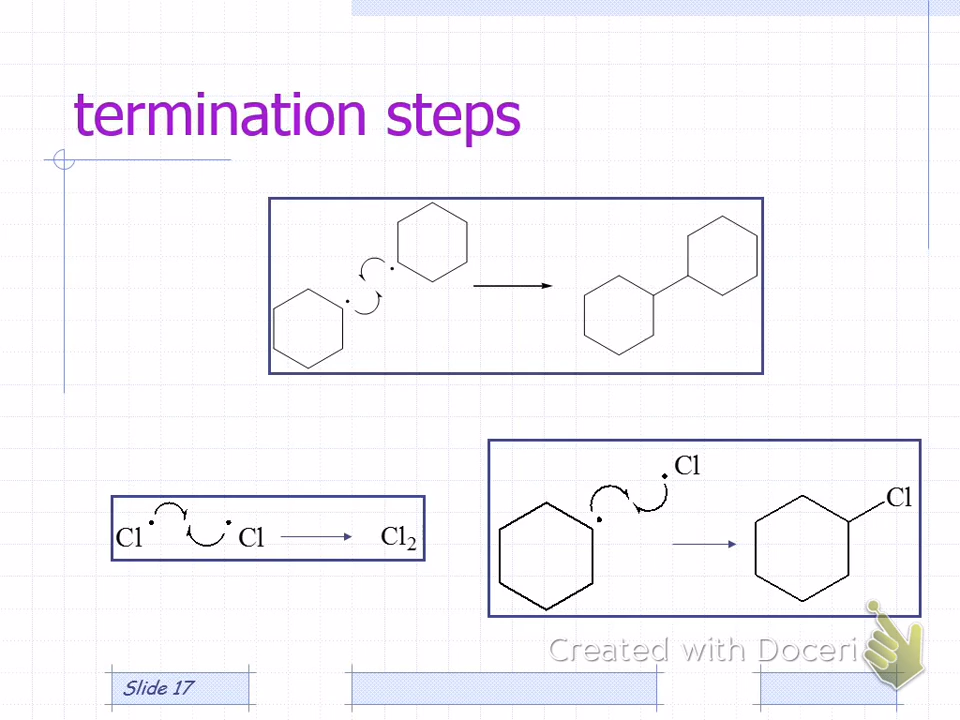 termination steps
Cl
Cl
Cl Cl Cl₂
Created with Doceri
Slide 17